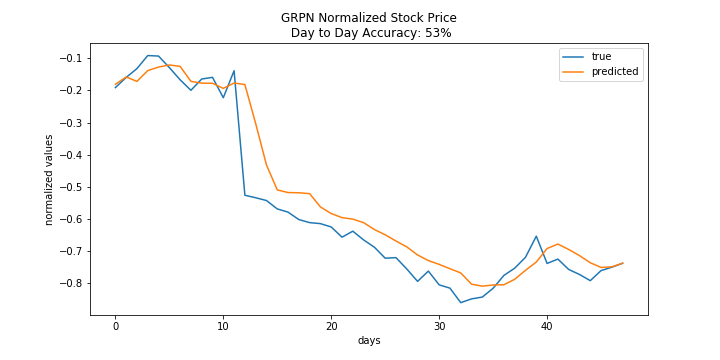 GRPN Normalized Stock Price
Day to Day Accuracy: 53%
true
predicted
normalized values
−0.1
−0.2
−0.3
−0.4
−0.5
−0.6
−0.7
−0.8
0
10
20
30
40
days